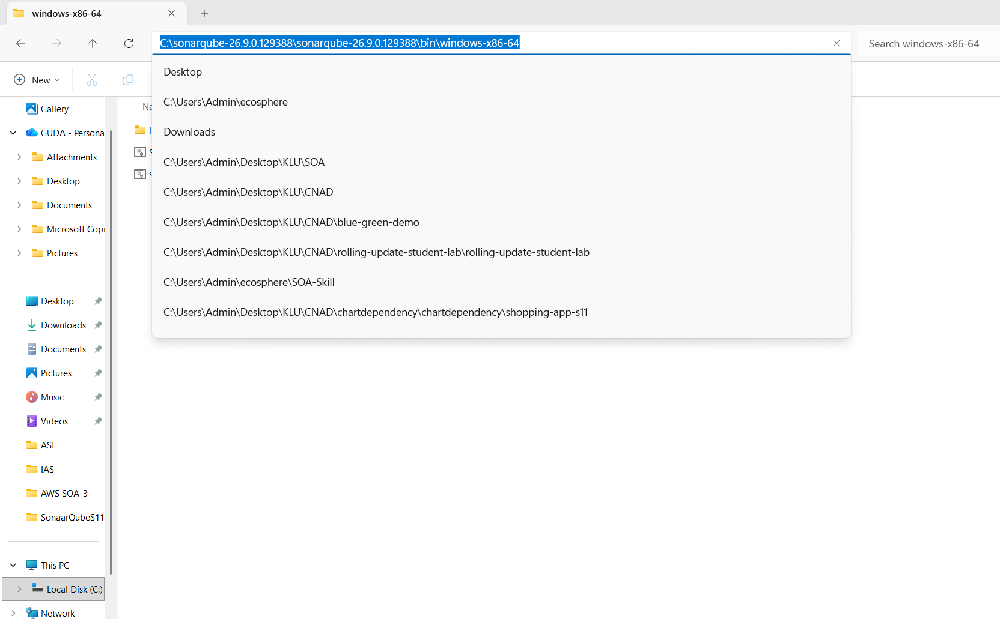 windows-x86-64
C:\sonarqube-26.9.0.129388\sonarqube-26.9.0.129388\bin\windows-x86-64
Search windows-x86-64
New
Desktop
C:\Users\Admin\ecosphere
Downloads
C:\Users\Admin\Desktop\KLU\SOA
C:\Users\Admin\Desktop\KLU\CNAD
C:\Users\Admin\Desktop\KLU\CNAD\blue-green-demo
C:\Users\Admin\Desktop\KLU\CNAD\rolling-update-student-lab\rolling-update-student-lab
C:\Users\Admin\ecosphere\SOA-Skill
C:\Users\Admin\Desktop\KLU\CNAD\chartdependency\chartdependency\shopping-app-s11
Gallery
GUDA - Persona
Attachments
Desktop
Documents
Microsoft Copi
Pictures
Desktop
Downloads
Documents
Pictures
Music
Videos
ASE
IAS
AWS SOA-3
SonaarQubeS11
This PC
Local Disk (C:)
Network